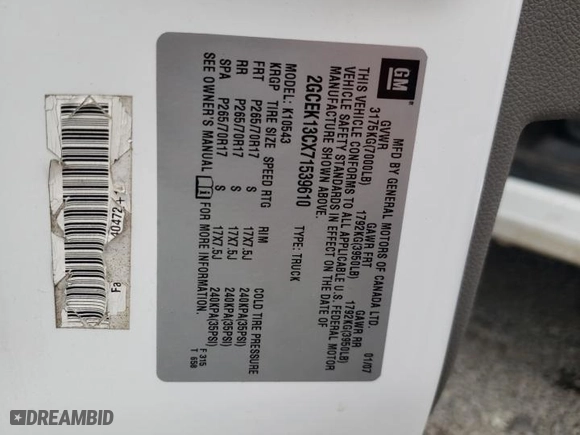 GM
MFD BY GENERAL MOTORS OF CANADA LTD.
01/07
GVWR GAWR FRT GAWR RR
3175KG(7000LB) 1792KG(3950LB) 1792KG(3950LB)
THIS VEHICLE CONFORMS TO ALL APPLICABLE U.S. FEDERAL MOTOR
VEHICLE SAFETY STANDARDS IN EFFECT ON THE DATE OF
MANUFACTURE SHOWN ABOVE.
2GCEK13CX71589610 TYPE: TRUCK
MODEL: K10543
KRGP TIRE SIZE SPEED RTG RIM COLD TIRE PRESSURE
FRT P265/70R17 S 17X7.5J 240KPA(35PSI)
RR P265/70R17 S 17X7.5J 240KPA(35PSI)
SPA P265/70R17 S 17X7.5J 240KPA(35PSI)
SEE OWNER'S MANUAL i FOR MORE INFORMATION.
F 315
T 658
Fa
DREAMBID